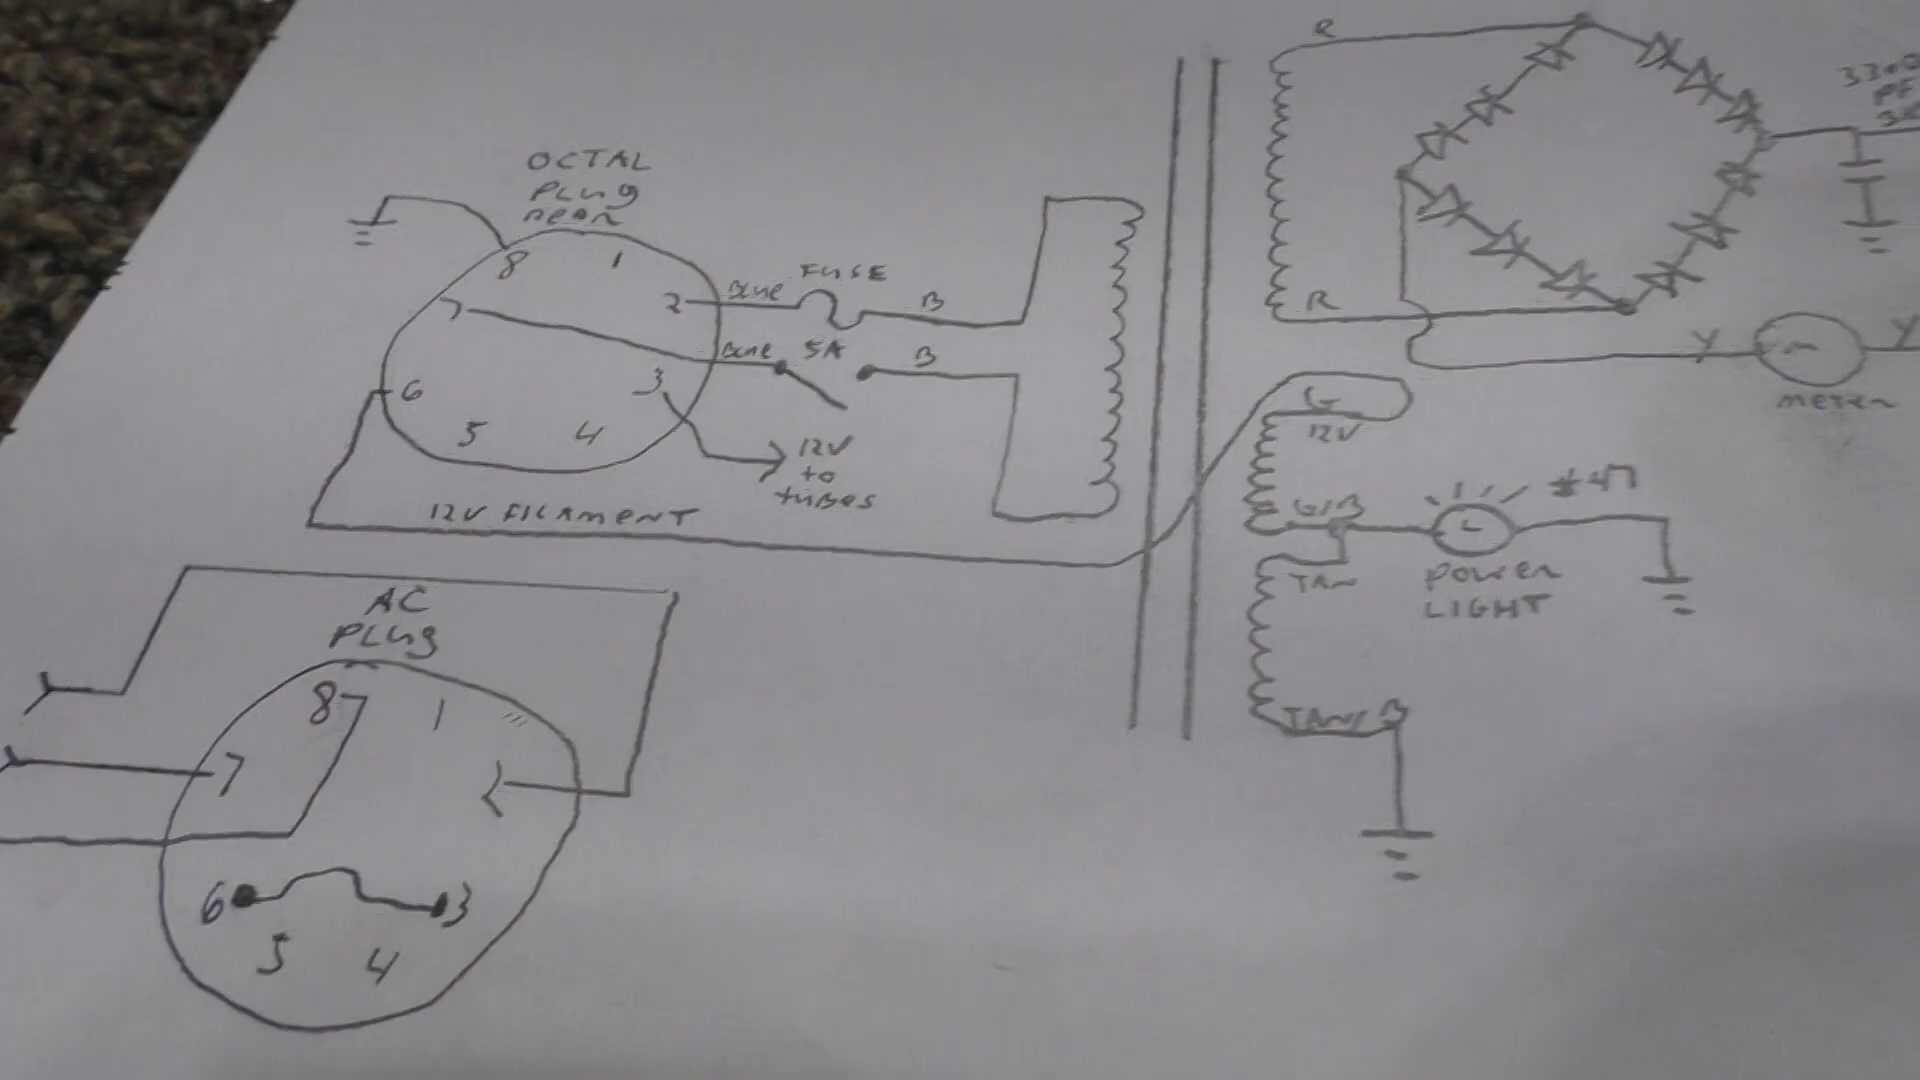 R
OCTAL
PLug
reAr
8
1
7
2
BLUE
FUSE
B
BLUE
5A
B
6
3
5
4
12V
to
tuBes
12V FILAMENT
R
Y
Y
meter
G
12V
G/B
#47
TAN
power
LIGHT
TAN/B
AC
PLug
8
1
7
2
6
3
5
4